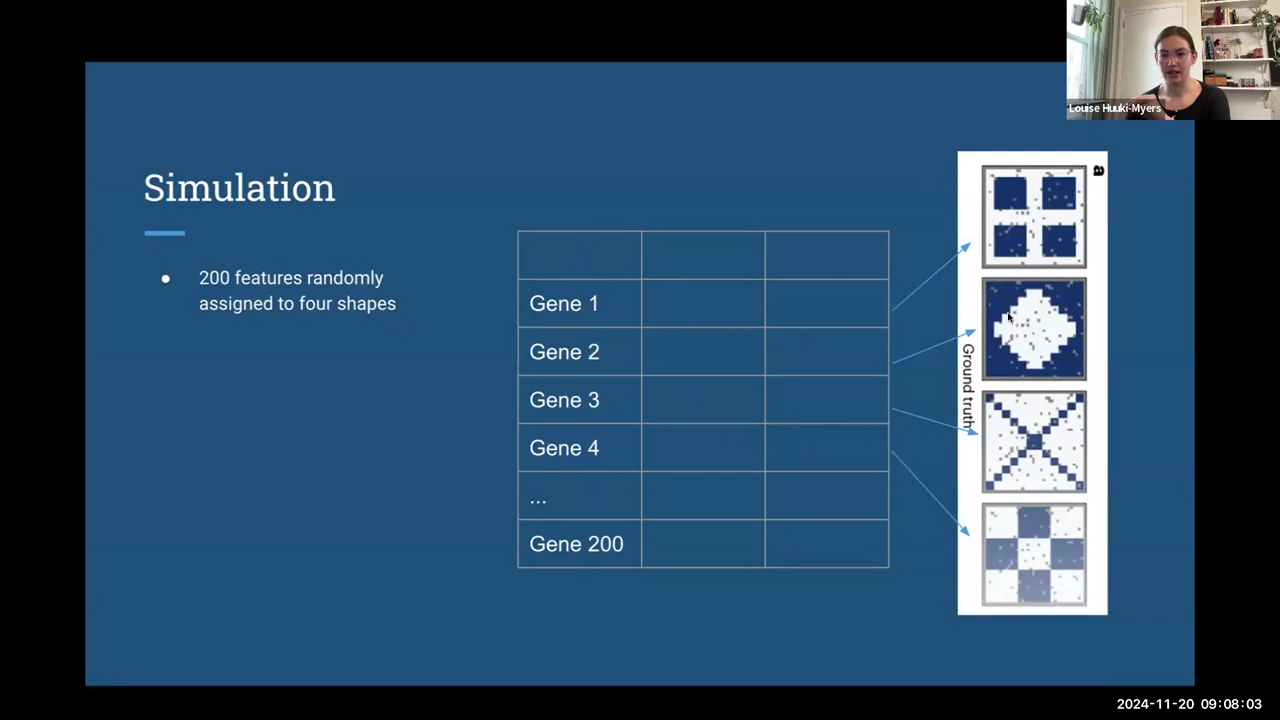 Louise Huuki-Myers
Simulation
● 200 features randomly
assigned to four shapes
Gene 1
Gene 2
Gene 3
Gene 4
...
Gene 200
a
Ground truth
2024-11-20 09:08:03